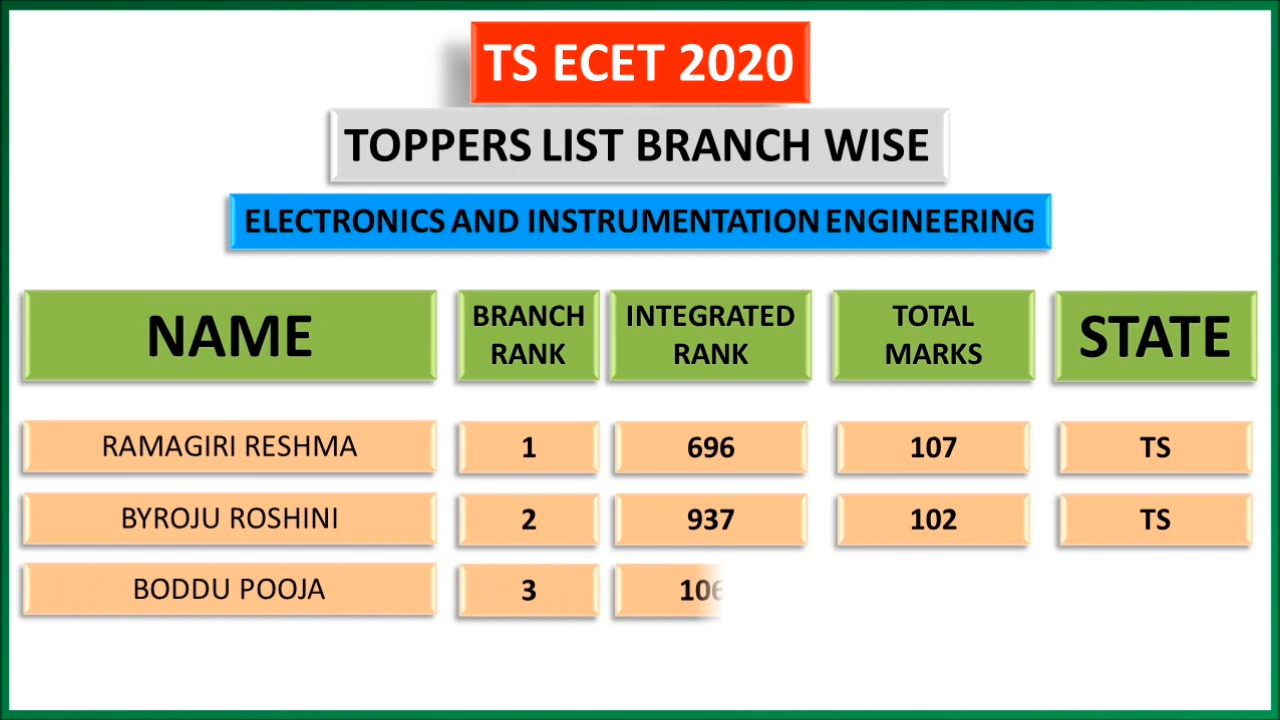 TS ECET 2020
TOPPERS LIST BRANCH WISE
ELECTRONICS AND INSTRUMENTATION ENGINEERING
NAME BRANCH RANK INTEGRATED RANK TOTAL MARKS STATE
RAMAGIRI RESHMA 1 696 107 TS
BYROJU ROSHINI 2 937 102 TS
BODDU POOJA 3